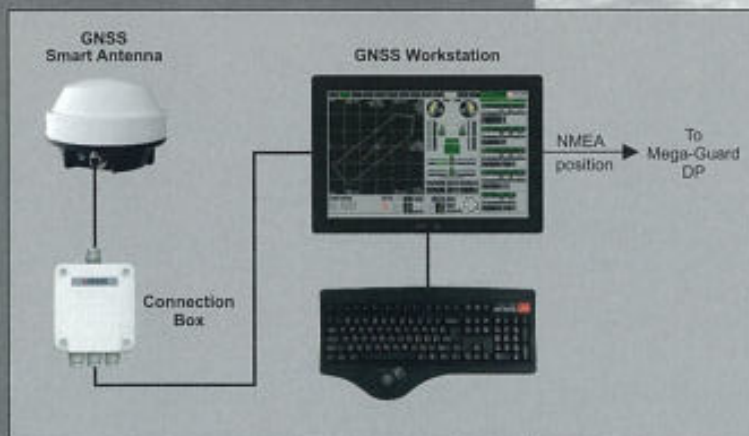 GNSS
Smart Antenna
GNSS Workstation
NMEA
position
To
Mega-Guard
DP
Connection
Box